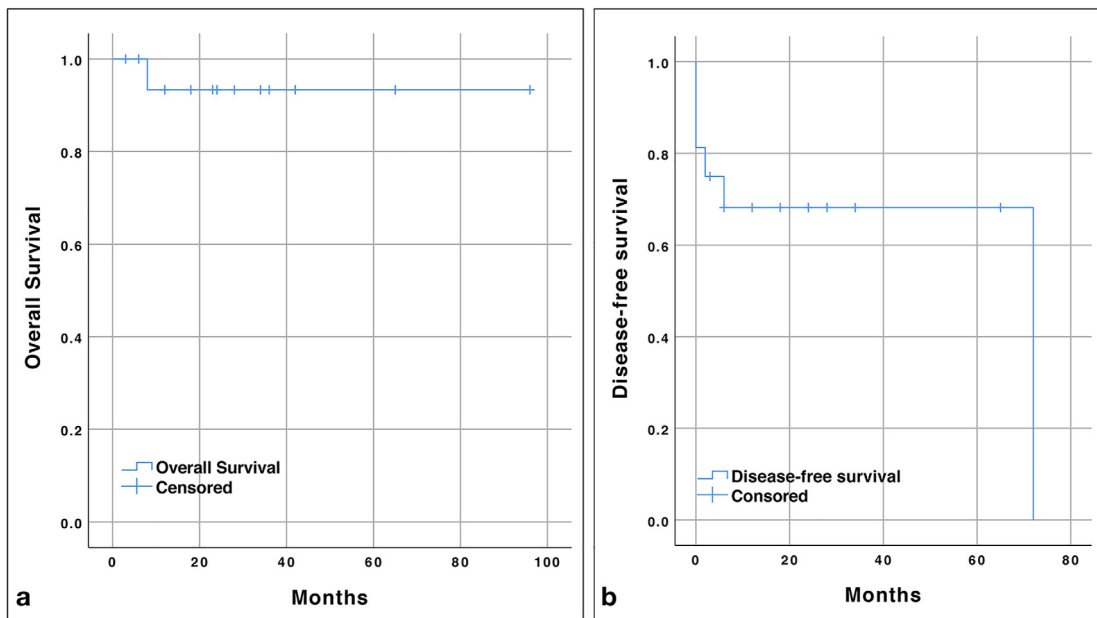 Overall Survival
1.0
0.8
0.6
0.4
0.2
0.0
Overall Survival
Censored
0 20 40 60 80 100
Months
a
Disease-free survival
1.0
0.8
0.6
0.4
0.2
0.0
Disease-free survival
Consored
0 20 40 60 80
Months
b